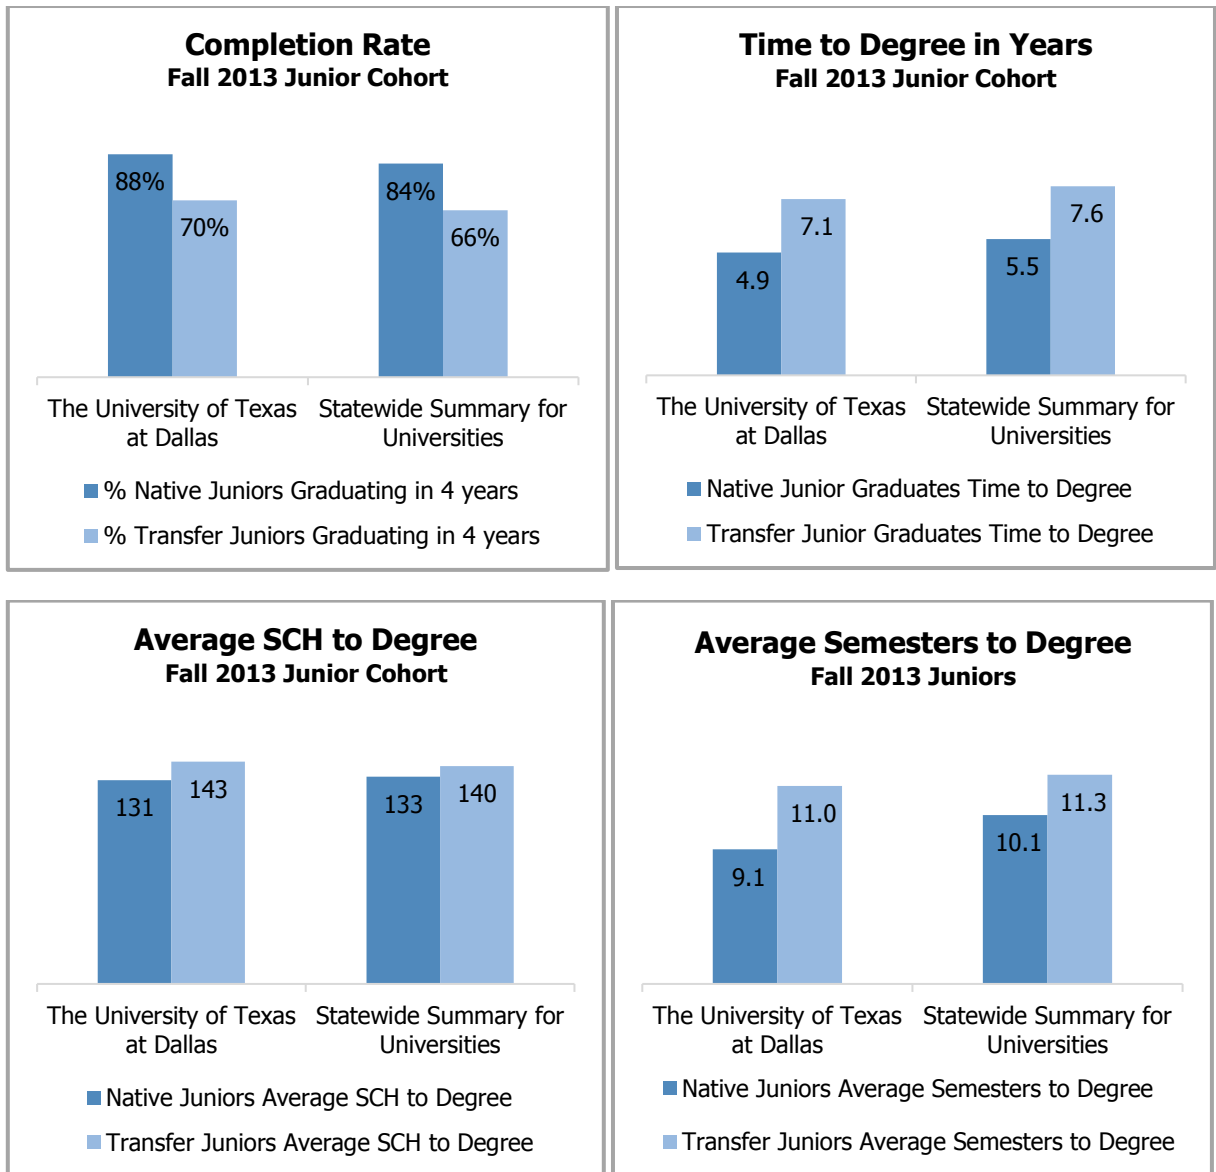 Completion Rate
Fall 2013 Junior Cohort
88%
70%
84%
66%
The University of Texas
at Dallas
Statewide Summary for
Universities
% Native Juniors Graduating in 4 years
% Transfer Juniors Graduating in 4 years
Time to Degree in Years
Fall 2013 Junior Cohort
4.9
7.1
5.5
7.6
The University of Texas
at Dallas
Statewide Summary for
Universities
Native Junior Graduates Time to Degree
Transfer Junior Graduates Time to Degree
Average SCH to Degree
Fall 2013 Junior Cohort
131
143
133
140
The University of Texas
at Dallas
Statewide Summary for
Universities
Native Juniors Average SCH to Degree
Transfer Juniors Average SCH to Degree
Average Semesters to Degree
Fall 2013 Juniors
9.1
11.0
10.1
11.3
The University of Texas
at Dallas
Statewide Summary for
Universities
Native Juniors Average Semesters to Degree
Transfer Juniors Average Semesters to Degree